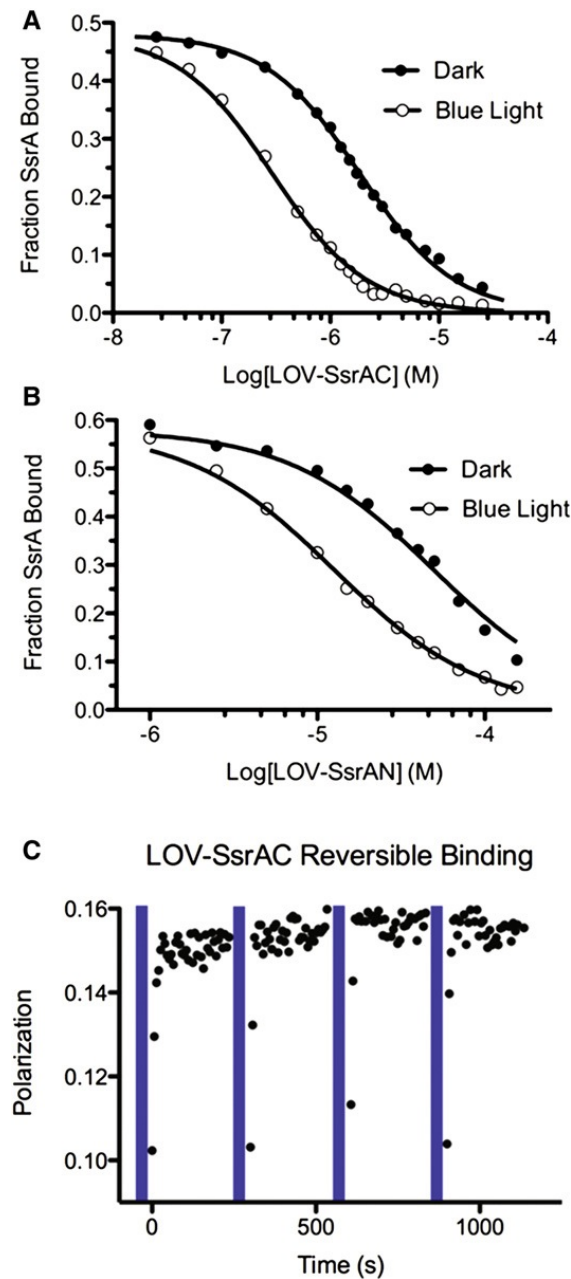 A
Fraction SsrA Bound
0.5
0.4
0.3
0.2
0.1
0.0
Dark
Blue Light
-8 -7 -6 -5 -4
Log[LOV-SsrAC] (M)
B
Fraction SsrA Bound
0.6
0.5
0.4
0.3
0.2
0.1
0.0
Dark
Blue Light
-6 -5 -4
Log[LOV-SsrAN] (M)
C
LOV-SsrAC Reversible Binding
Polarization
0.16
0.14
0.12
0.10
0 500 1000
Time (s)